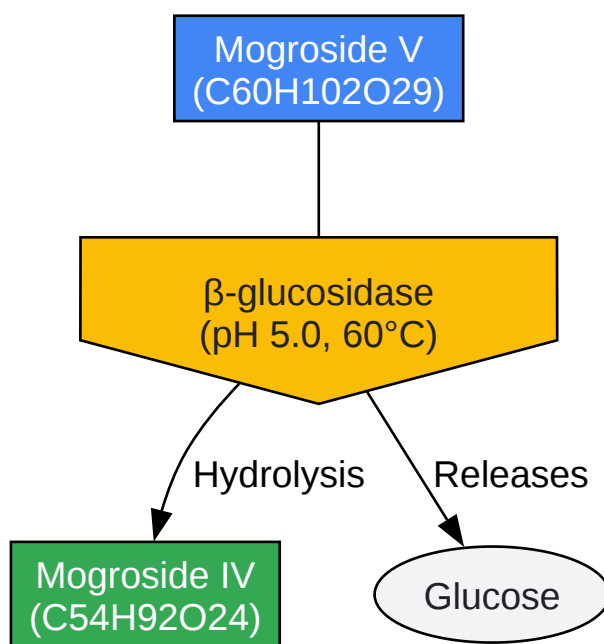 Mogroside V
(C60H102O29)
β-glucosidase
(pH 5.0, 60°C)
Hydrolysis
Releases
Mogroside IV
(C54H92O24)
Glucose